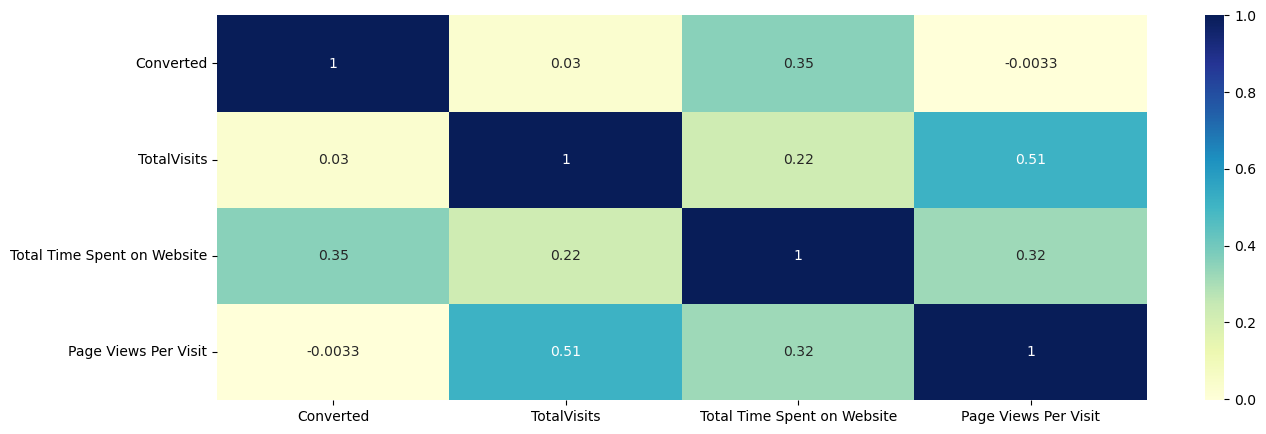 Converted 1 0.03 0.35 -0.0033
TotalVisits 0.03 1 0.22 0.51
Total Time Spent on Website 0.35 0.22 1 0.32
Page Views Per Visit -0.0033 0.51 0.32 1
Converted TotalVisits Total Time Spent on Website Page Views Per Visit
1.0
0.8
0.6
0.4
0.2
0.0